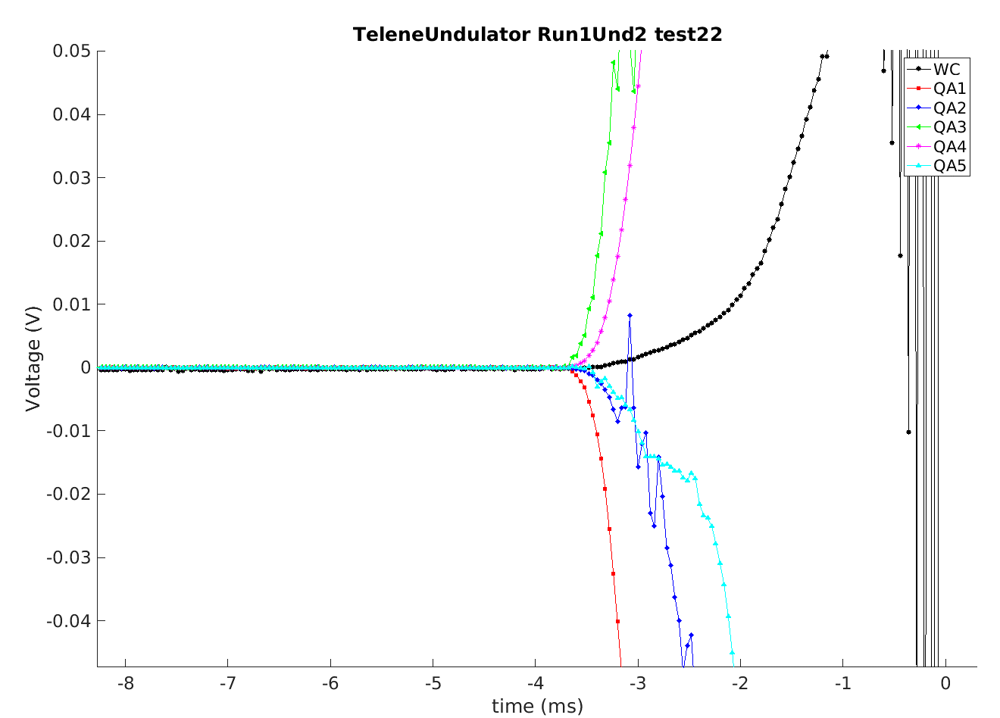 TeleneUndulator Run1Und2 test22
0.05
0.04
0.03
0.02
0.01
0
-0.01
-0.02
-0.03
-0.04
Voltage (V)
-8 -7 -6 -5 -4 -3 -2 -1 0
time (ms)
WC
QA1
QA2
QA3
QA4
QA5